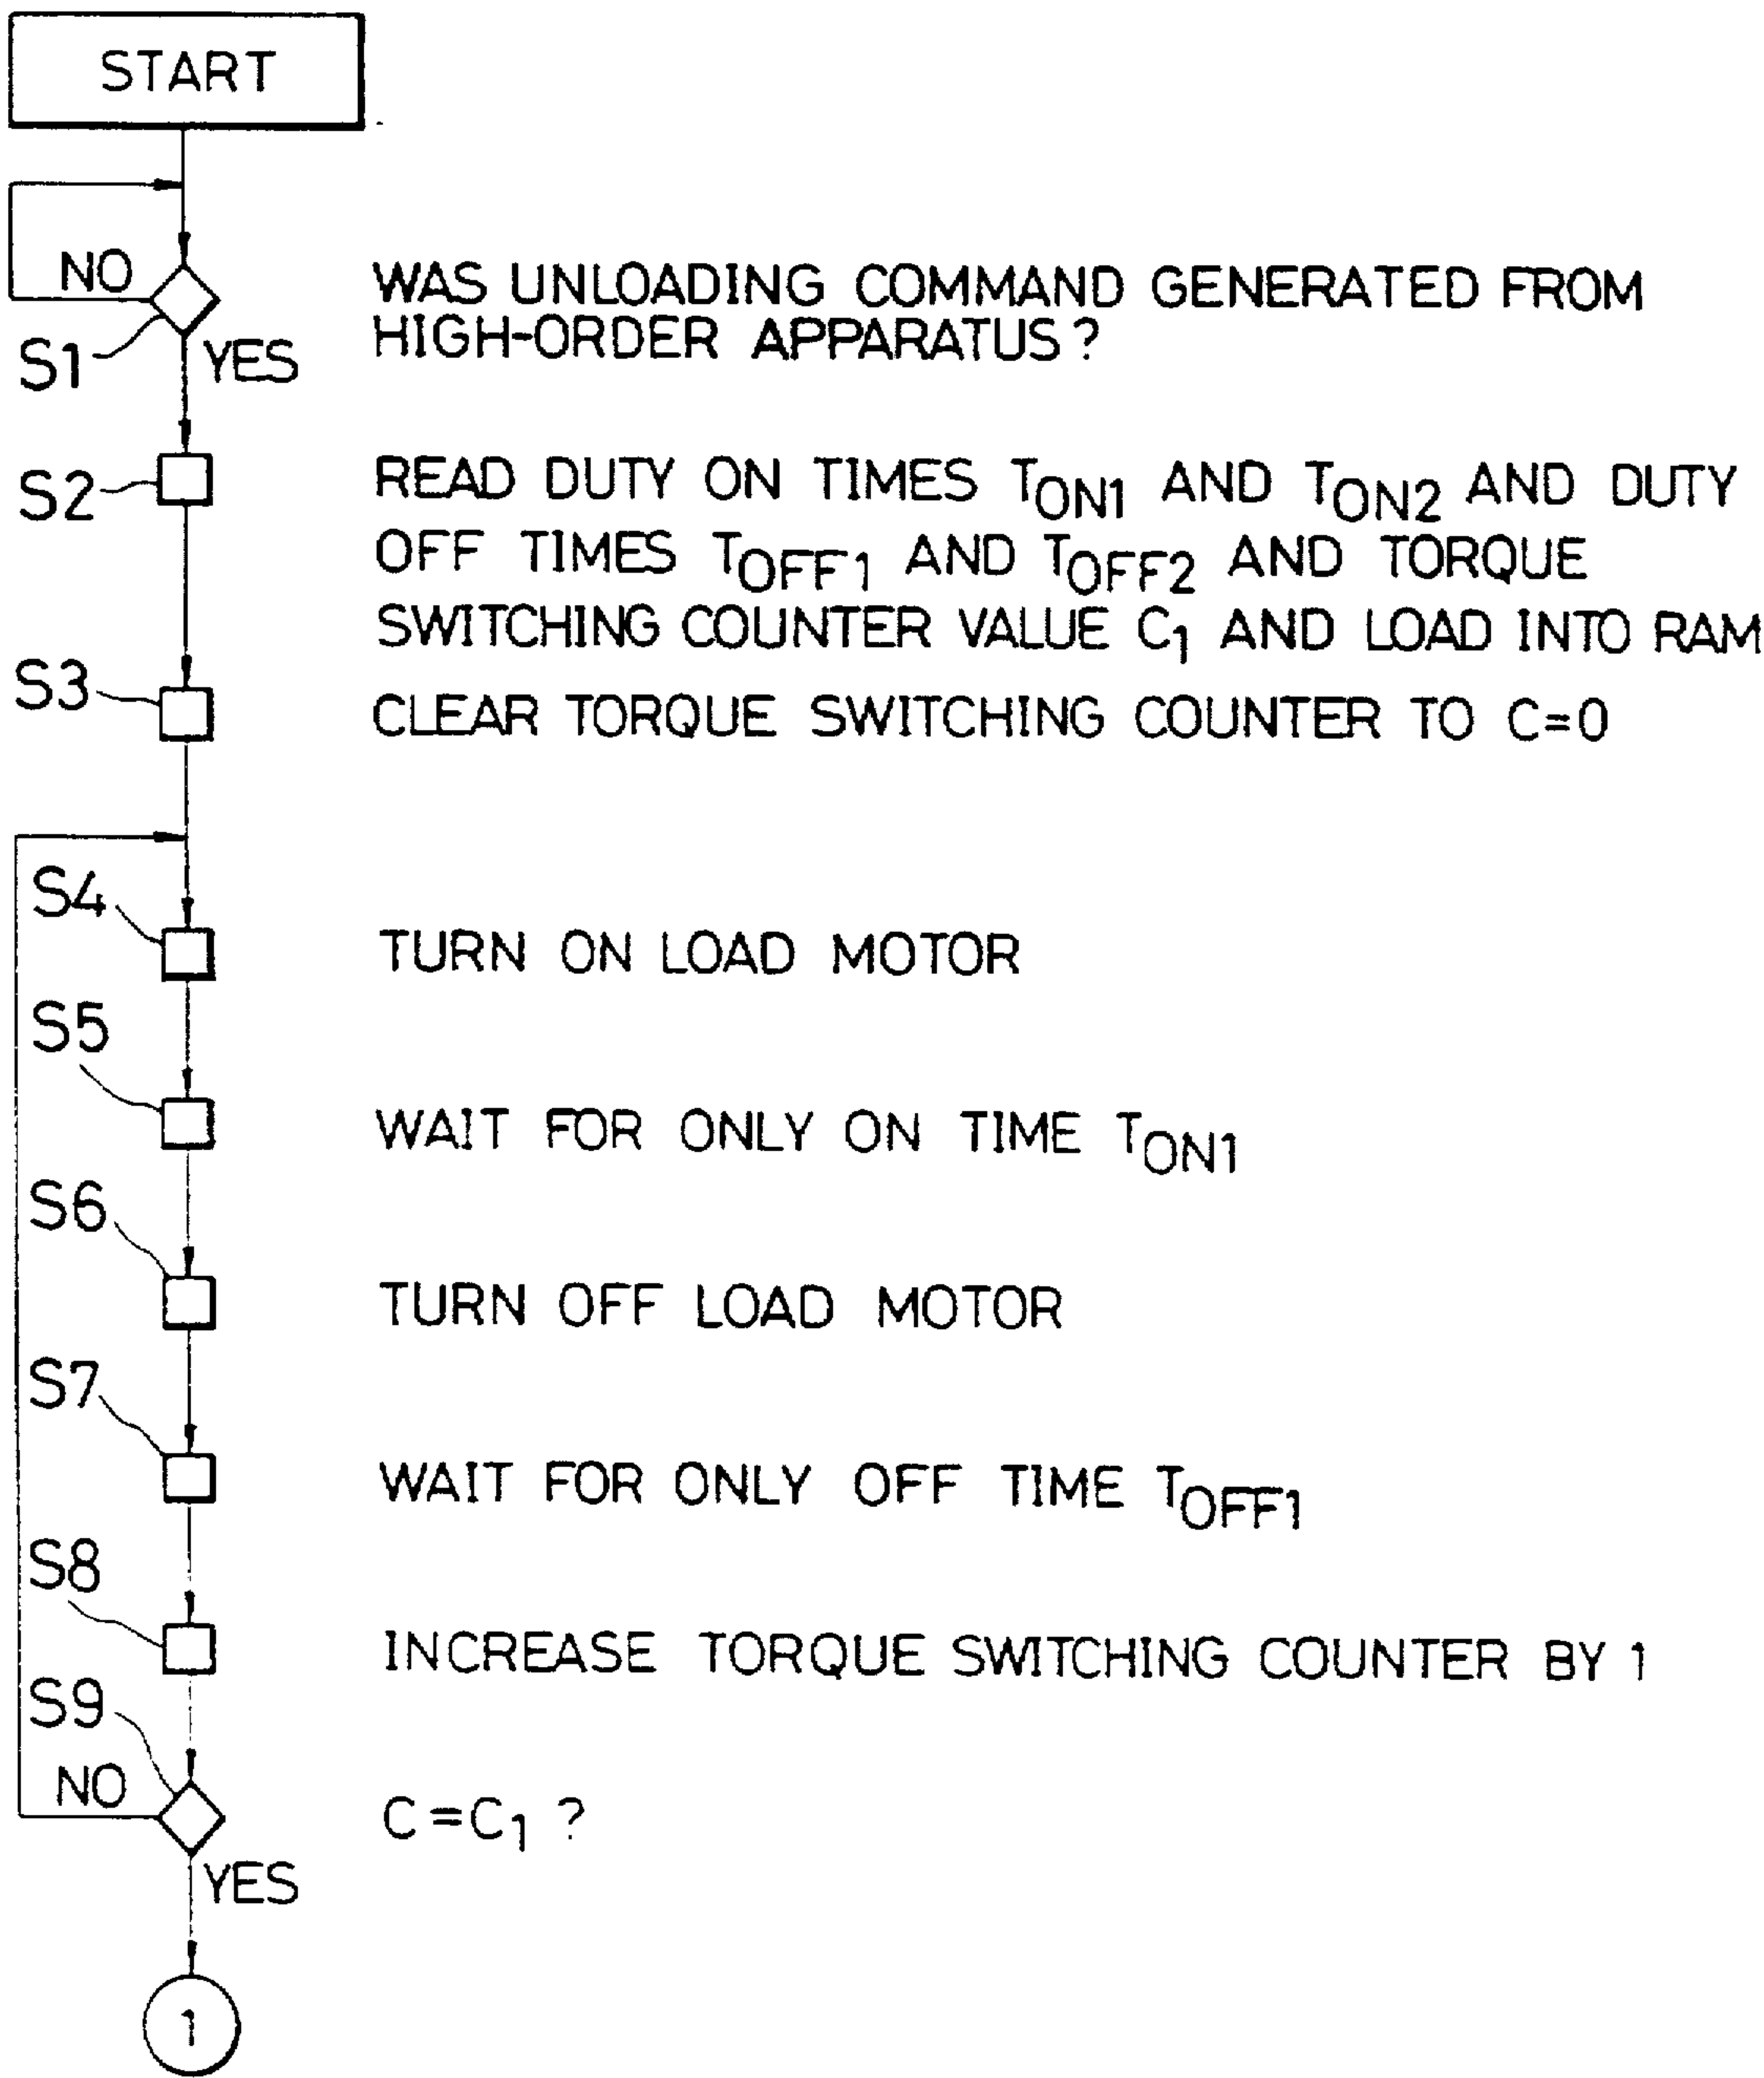 START
NO
WAS UNLOADING COMMAND GENERATED FROM
HIGH-ORDER APPARATUS?
S1
YES
S2
READ DUTY ON TIMES TON1 AND TON2 AND DUTY
OFF TIMES TOFF1 AND TOFF2 AND TORQUE
SWITCHING COUNTER VALUE C1 AND LOAD INTO RAM
S3
CLEAR TORQUE SWITCHING COUNTER TO C=0
S4
TURN ON LOAD MOTOR
S5
WAIT FOR ONLY ON TIME TON1
S6
TURN OFF LOAD MOTOR
S7
WAIT FOR ONLY OFF TIME TOFF1
S8
INCREASE TORQUE SWITCHING COUNTER BY 1
S9
NO
C=C1 ?
YES
1